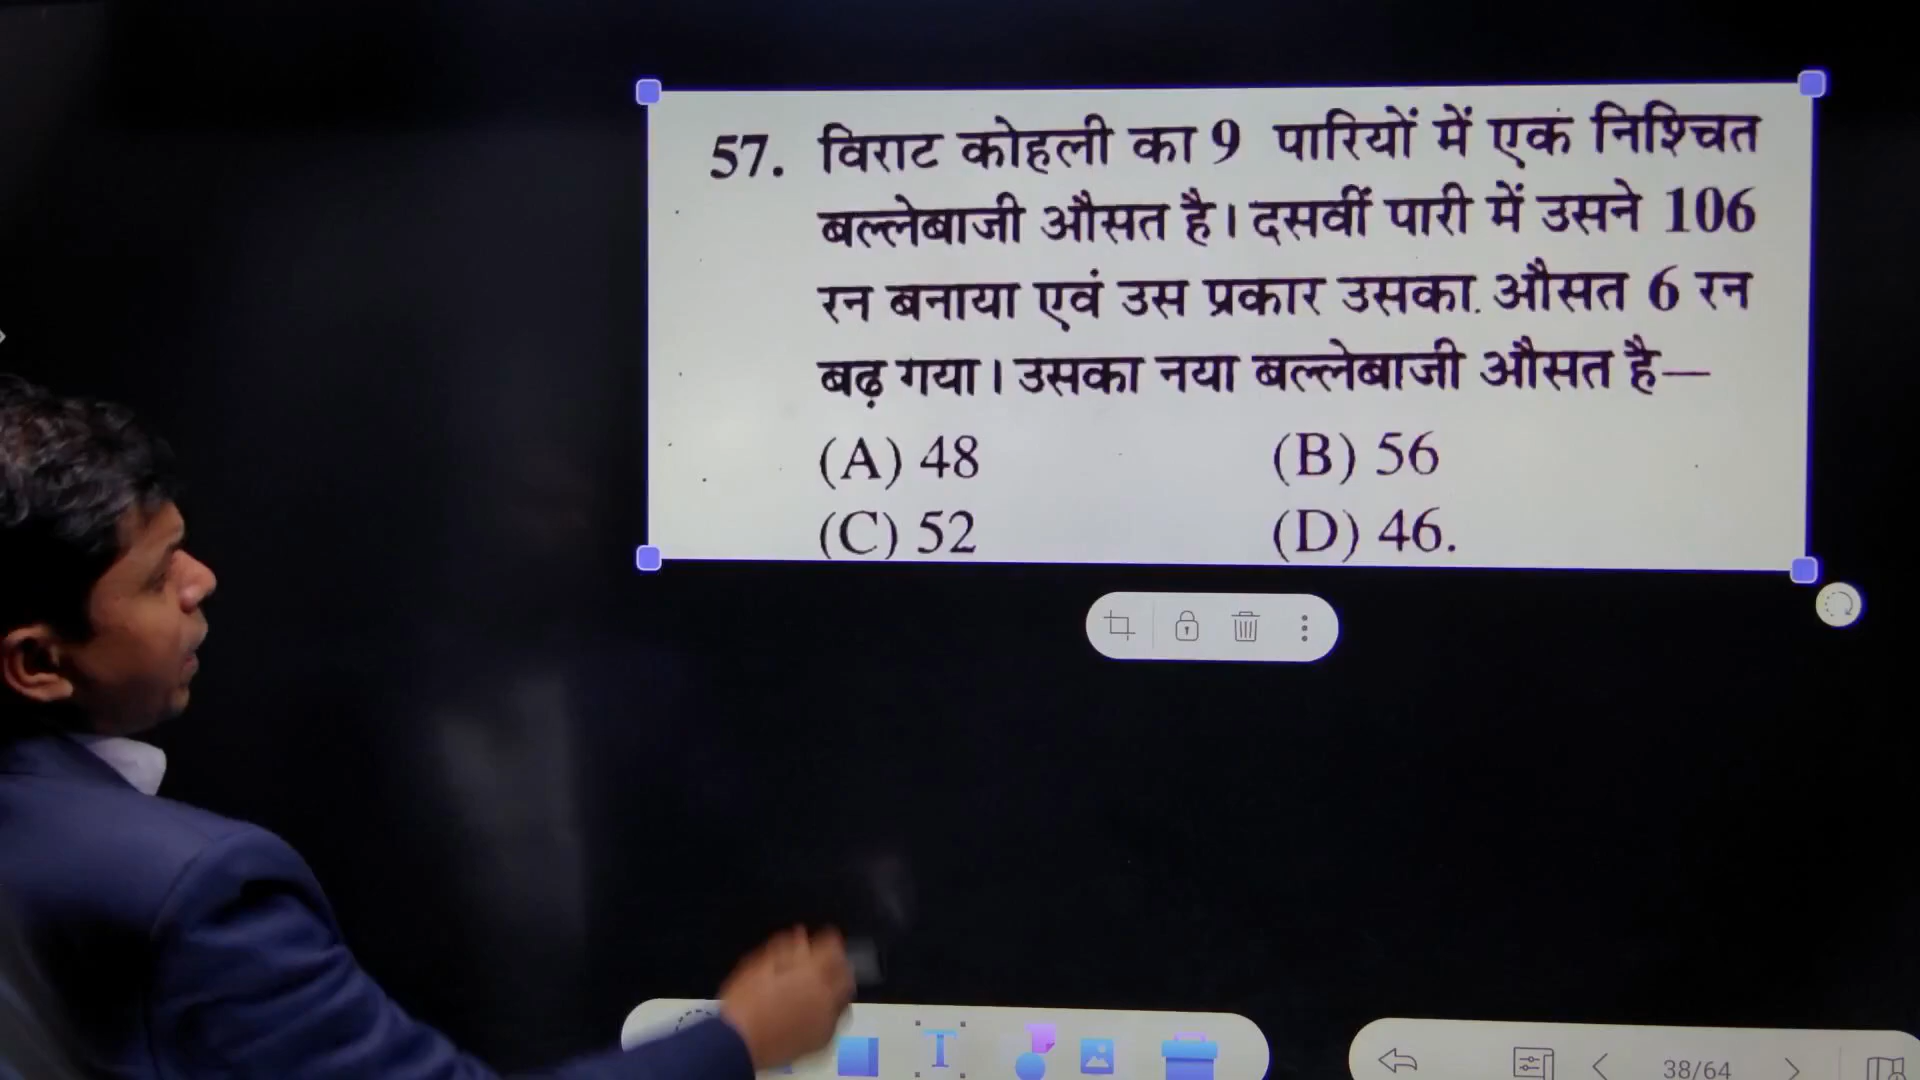 57. विराट कोहली का 9 पारियों में एक निश्चित
बल्लेबाजी औसत है। दसवीं पारी में उसने 106
रन बनाया एवं उस प्रकार उसका. औसत 6 रन
बढ़ गया। उसका नया बल्लेबाजी औसत है—
(A) 48 (B) 56
(C) 52 (D) 46.
T
38/64